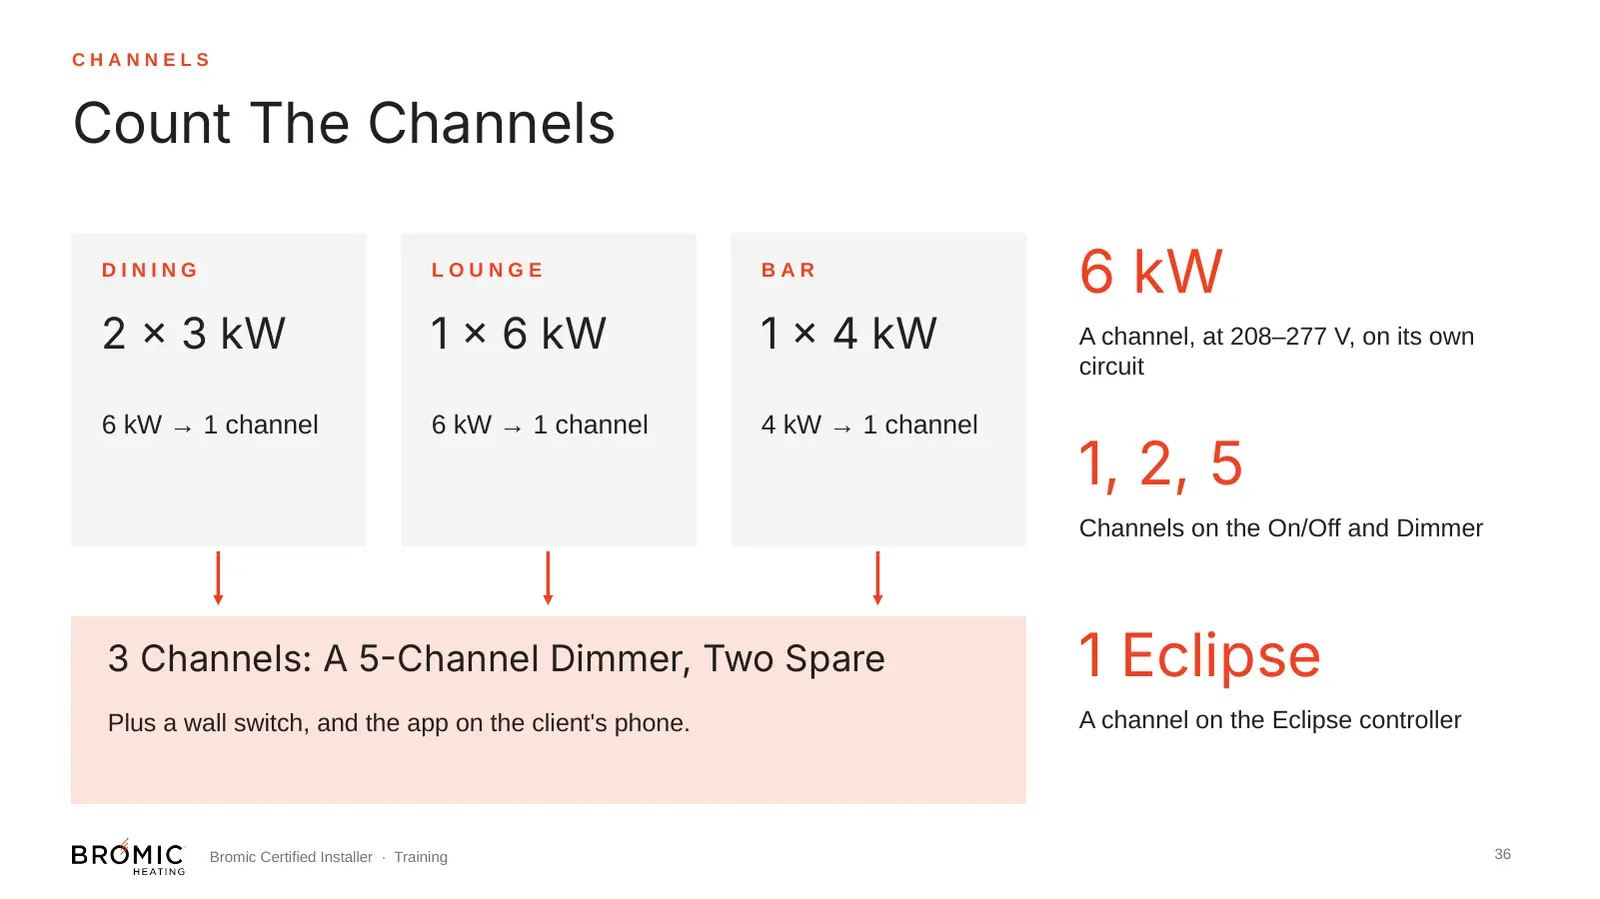 CHANNELS
Count The Channels
DINING
2 × 3 kW
6 kW → 1 channel
LOUNGE
1 × 6 kW
6 kW → 1 channel
BAR
1 × 4 kW
4 kW → 1 channel
3 Channels: A 5-Channel Dimmer, Two Spare
Plus a wall switch, and the app on the client's phone.
6 kW
A channel, at 208–277 V, on its own
circuit
1, 2, 5
Channels on the On/Off and Dimmer
1 Eclipse
A channel on the Eclipse controller
BROMIC
HEATING
Bromic Certified Installer · Training
36